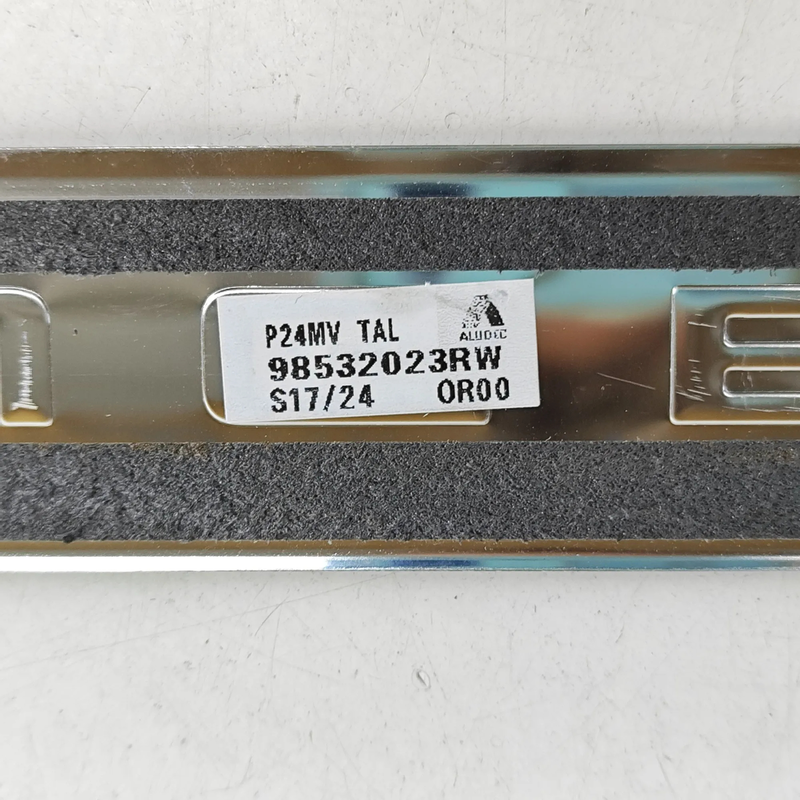 P24MV TAL
ALUDEC
98532023RW
S17/24 OR00